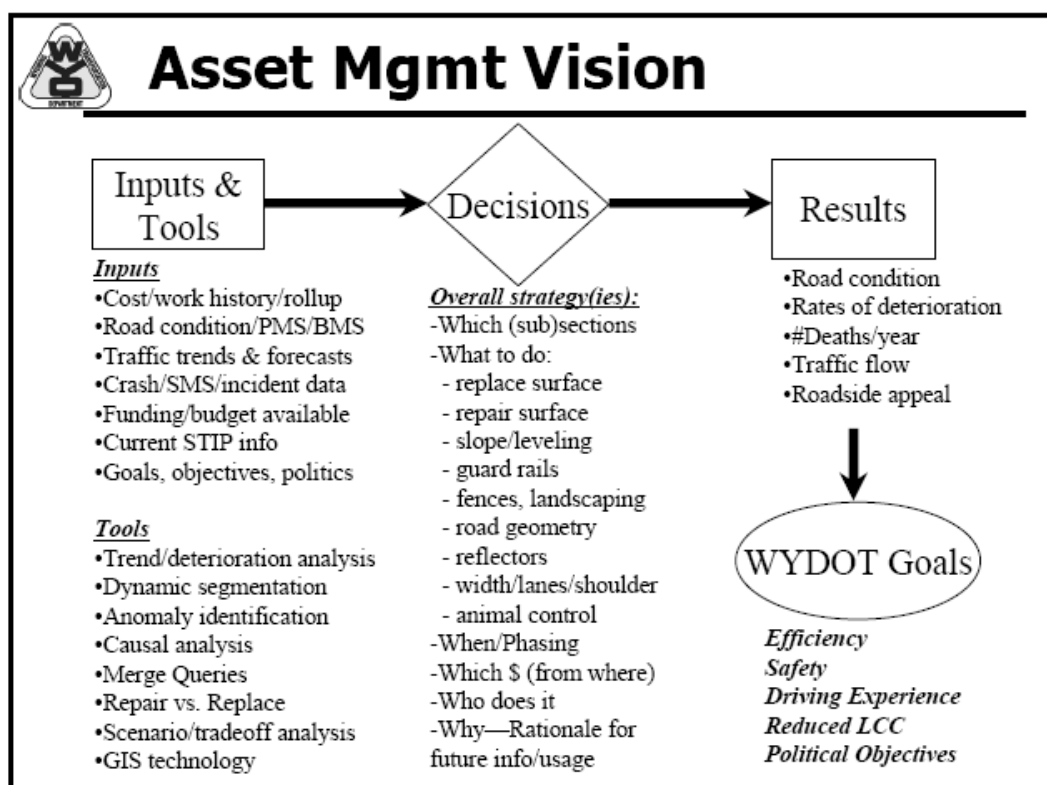 WYO
DEPARTMENT
Asset Mgmt Vision
Inputs &
Tools
Inputs
•Cost/work history/rollup
•Road condition/PMS/BMS
•Traffic trends & forecasts
•Crash/SMS/incident data
•Funding/budget available
•Current STIP info
•Goals, objectives, politics
Tools
•Trend/deterioration analysis
•Dynamic segmentation
•Anomaly identification
•Causal analysis
•Merge Queries
•Repair vs. Replace
•Scenario/tradeoff analysis
•GIS technology
Decisions
Overall strategy(ies):
-Which (sub)sections
-What to do:
- replace surface
- repair surface
- slope/leveling
- guard rails
- fences, landscaping
- road geometry
- reflectors
- width/lanes/shoulder
- animal control
-When/Phasing
-Which $ (from where)
-Who does it
-Why—Rationale for
future info/usage
Results
•Road condition
•Rates of deterioration
•#Deaths/year
•Traffic flow
•Roadside appeal
WYDOT Goals
Efficiency
Safety
Driving Experience
Reduced LCC
Political Objectives